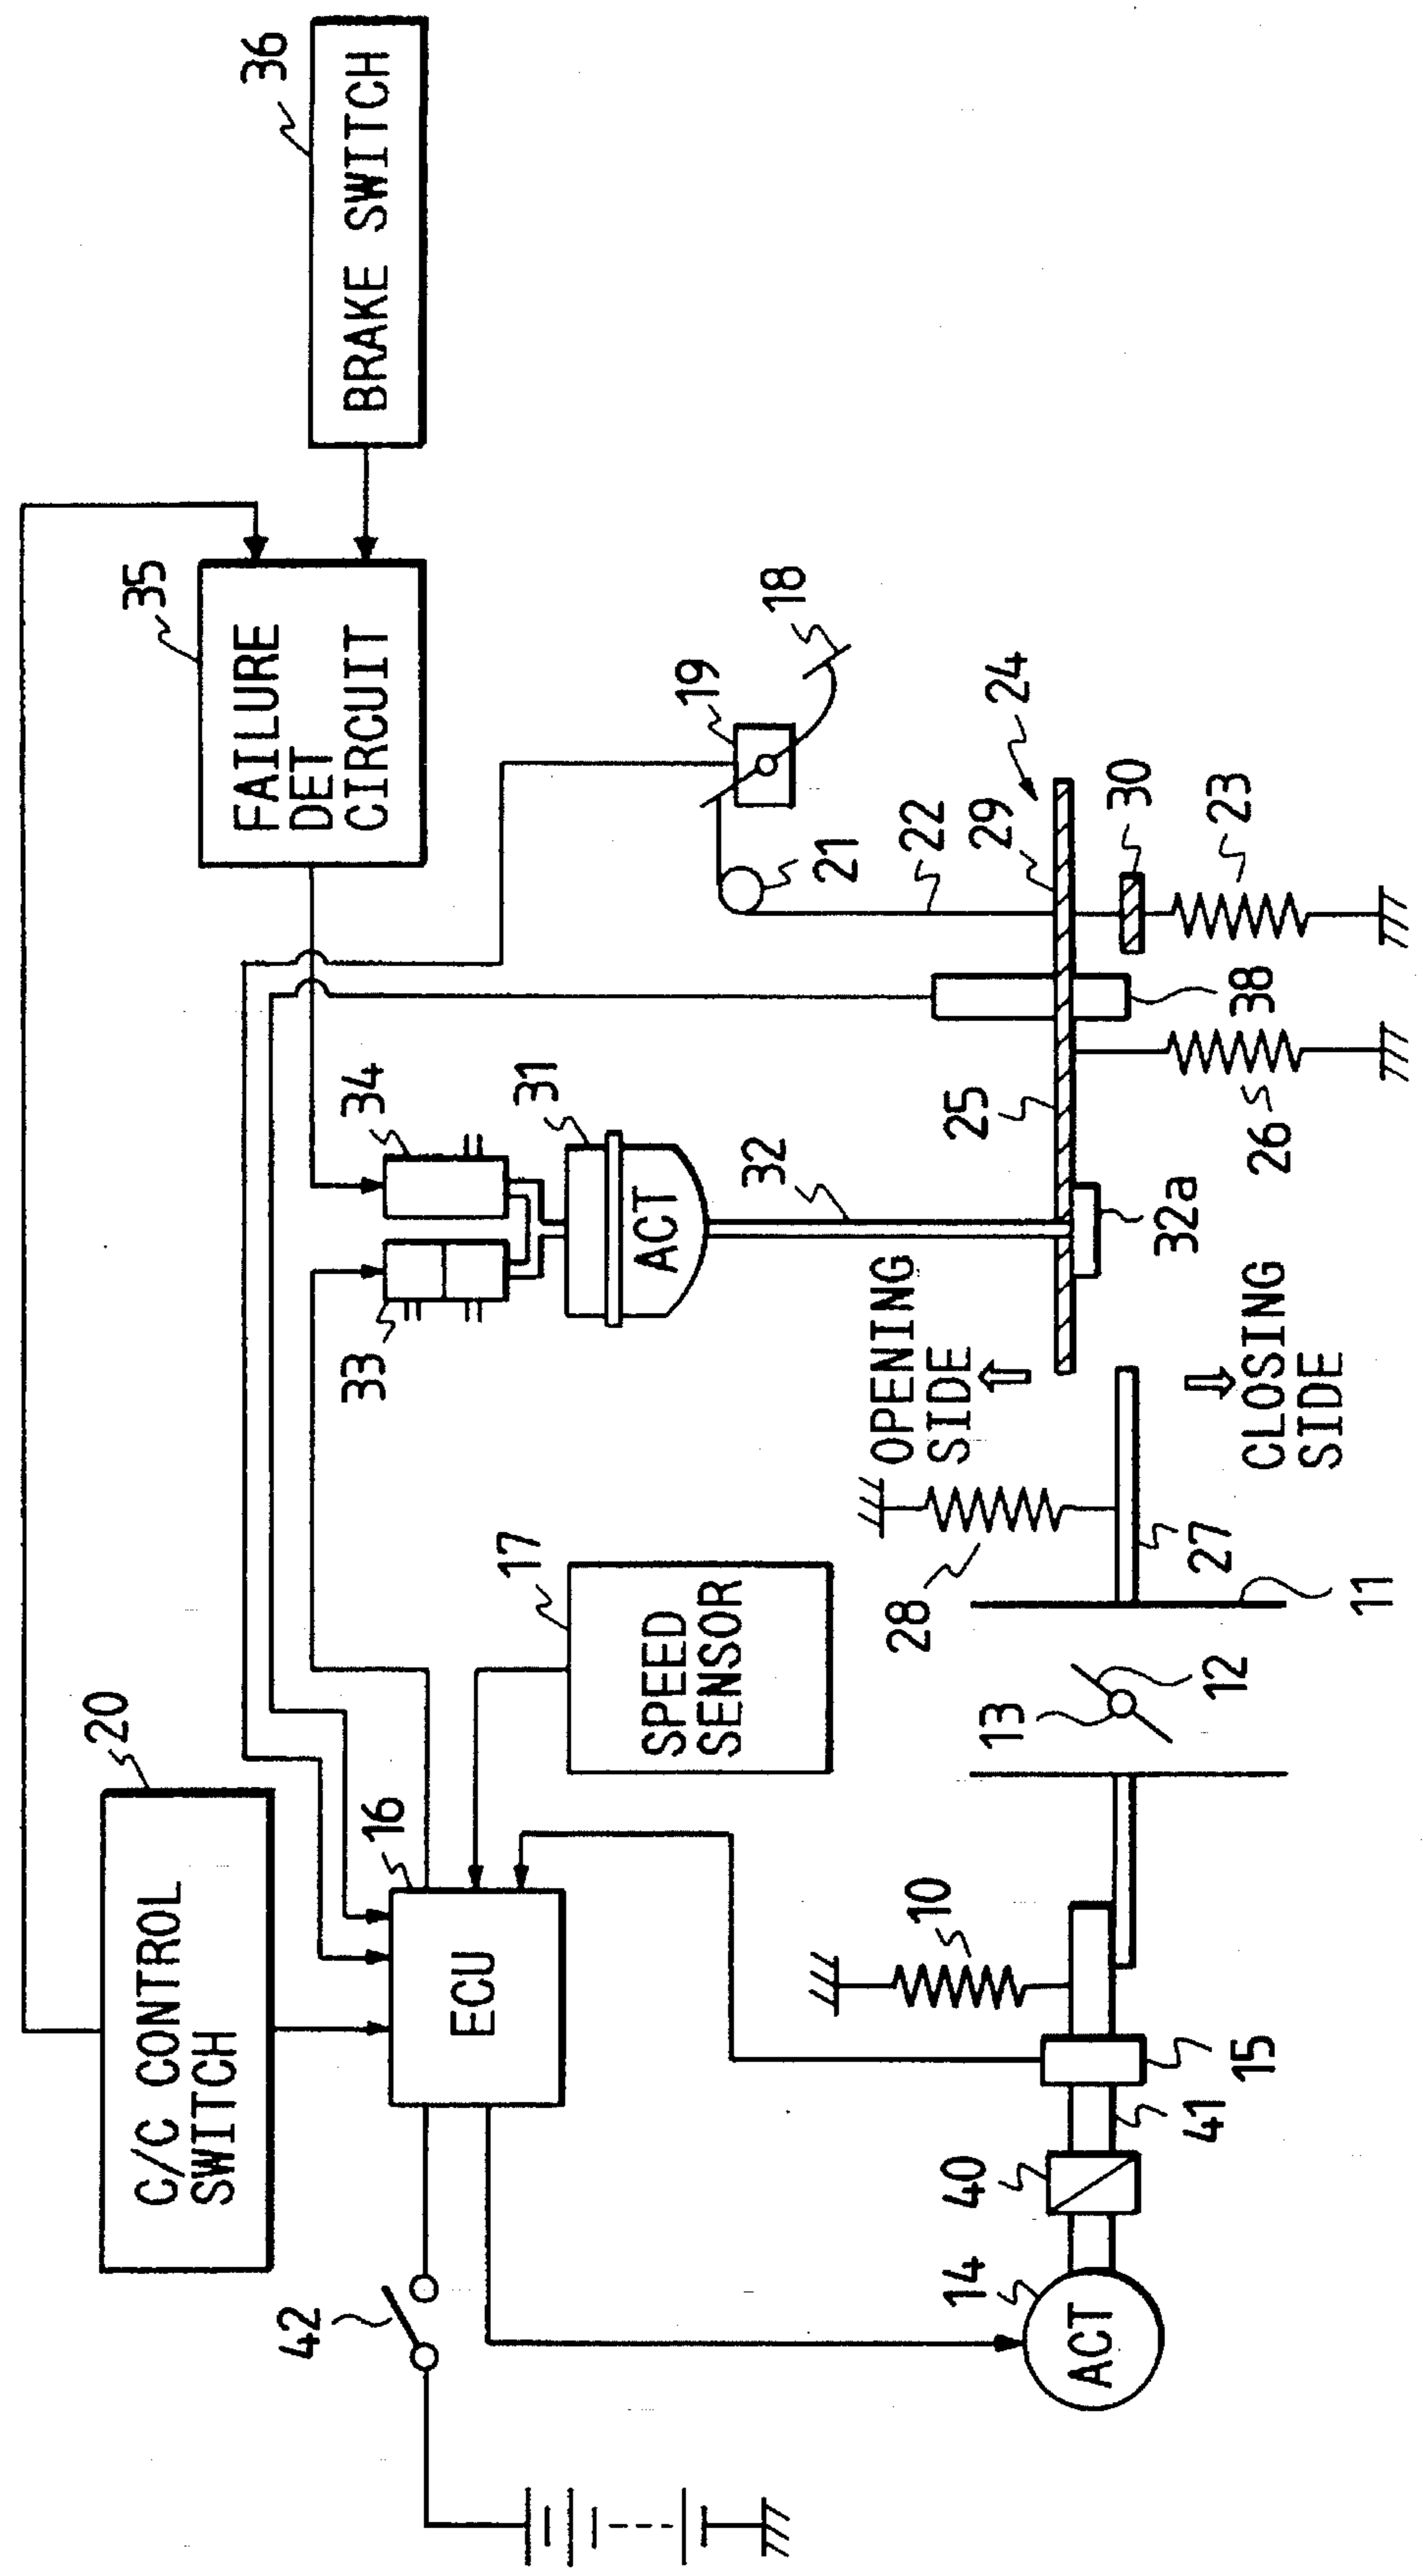 C/C CONTROL
SWITCH
20
35
36
FAILURE
DET
CIRCUIT
BRAKE SWITCH
42
16
ECU
33
34
31
ACT
17
SPEED
SENSOR
19
18
32
21
22
24
29
30
23
25
38
26
32a
OPENING
SIDE
CLOSING
SIDE
28
27
11
13
12
10
14
ACT
40
41
15